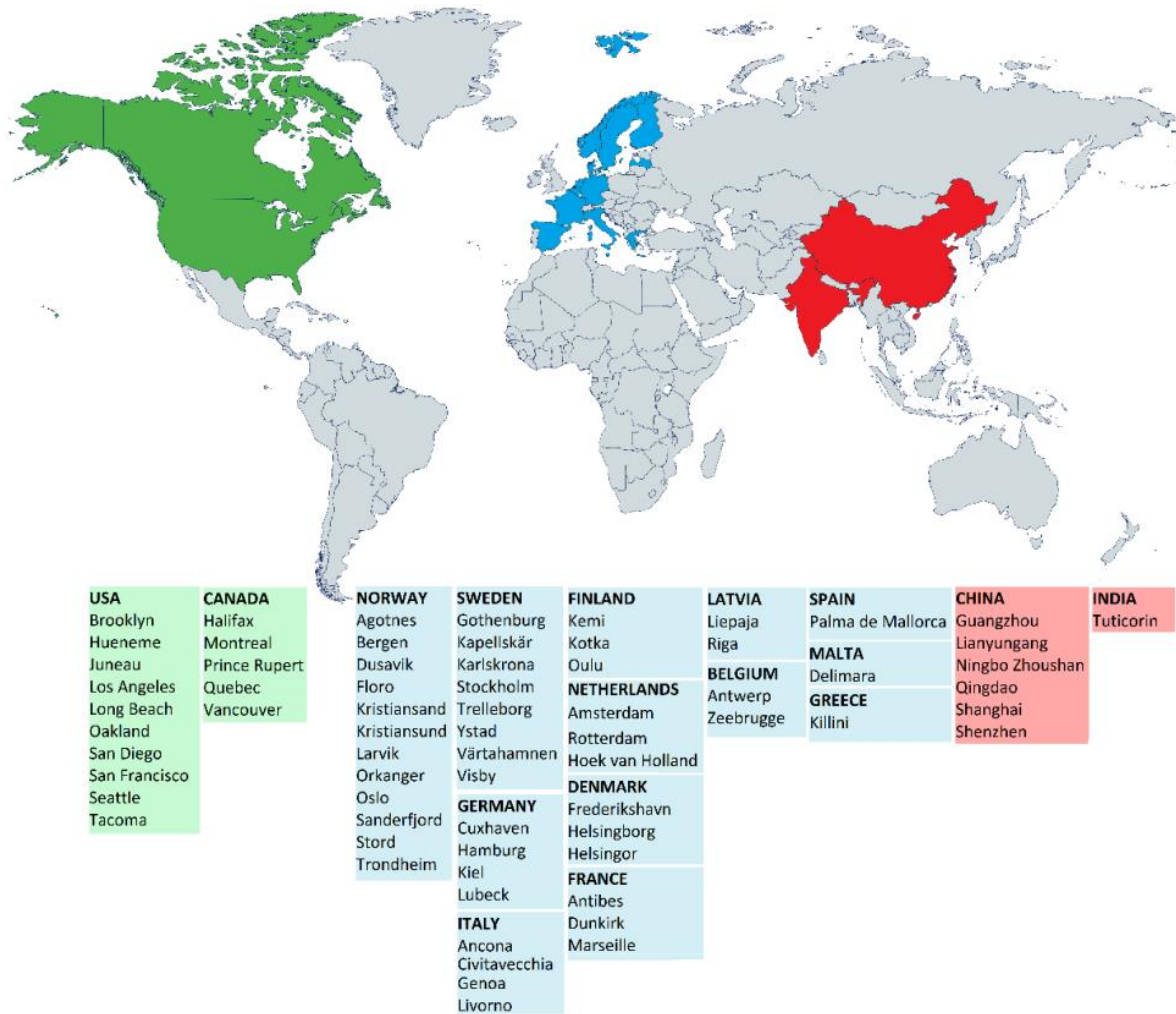 USA
Brooklyn
Hueneme
Juneau
Los Angeles
Long Beach
Oakland
San Diego
San Francisco
Seattle
Tacoma
CANADA
Halifax
Montreal
Prince Rupert
Quebec
Vancouver
NORWAY
Agotnes
Bergen
Dusavik
Floro
Kristiansand
Kristiansund
Larvik
Orkanger
Oslo
Sanderfjord
Stord
Trondheim
SWEDEN
Gothenburg
Kapellskär
Karlskrona
Stockholm
Trelleborg
Ystad
Värtahamnen
Visby
GERMANY
Cuxhaven
Hamburg
Kiel
Lubeck
ITALY
Ancona
Civitavecchia
Genoa
Livorno
FINLAND
Kemi
Kotka
Oulu
NETHERLANDS
Amsterdam
Rotterdam
Hoek van Holland
DENMARK
Frederikshavn
Helsingborg
Helsingor
FRANCE
Antibes
Dunkirk
Marseille
LATVIA
Liepaja
Riga
BELGIUM
Antwerp
Zeebrugge
SPAIN
Palma de Mallorca
MALTA
Delimara
GREECE
Killini
CHINA
Guangzhou
Lianyungang
Ningbo Zhoushan
Qingdao
Shanghai
Shenzhen
INDIA
Tuticorin